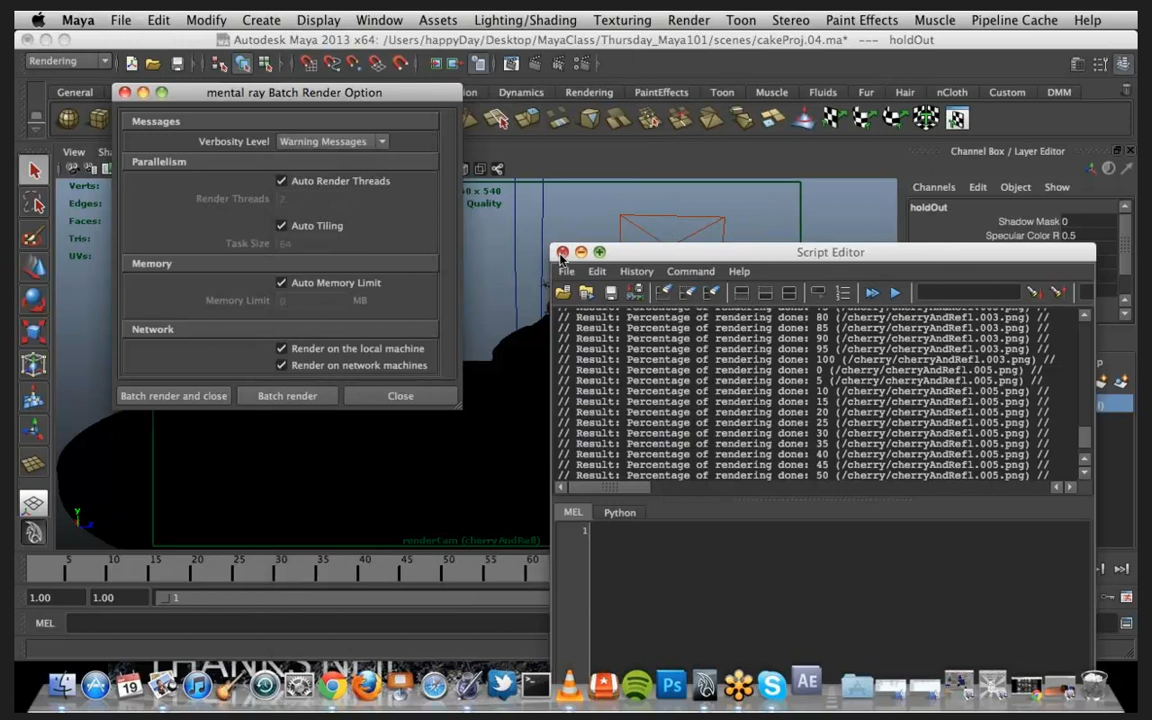 Maya File Edit Modify Create Display Window Assets Lighting/Shading Texturing Render Toon Stereo Paint Effects Muscle Pipeline Cache Help
Autodesk Maya 2013 x64: /Users/happyDay/Desktop/MayaClass/Thursday_Maya101/scenes/cakeProj.04.ma* --- holdOut
Rendering
General
Dynamics Rendering PaintEffects Toon Muscle Fluids Fur Hair nCloth Custom DMM
mental ray Batch Render Option
Messages
Verbosity Level Warning Messages
Parallelism
Auto Render Threads
Render Threads 2
Auto Tiling
Task Size 64
Memory
Auto Memory Limit
Memory Limit 0 MB
Network
Render on the local machine
Render on network machines
Batch render and close Batch render Close
View
Verts:
Edges:
Faces:
Tris:
UVs:
x 540
Quality
Channel Box / Layer Editor
Channels Edit Object Show
holdOut
Shadow Mask 0
Specular Color R 0.5
Script Editor
File Edit History Command Help
// Result: Percentage of rendering done: 80 (/cherry/cherryAndRefl.003.png) //
// Result: Percentage of rendering done: 85 (/cherry/cherryAndRefl.003.png) //
// Result: Percentage of rendering done: 90 (/cherry/cherryAndRefl.003.png) //
// Result: Percentage of rendering done: 95 (/cherry/cherryAndRefl.003.png) //
// Result: Percentage of rendering done: 100 (/cherry/cherryAndRefl.003.png) //
// Result: Percentage of rendering done: 0 (/cherry/cherryAndRefl.005.png) //
// Result: Percentage of rendering done: 5 (/cherry/cherryAndRefl.005.png) //
// Result: Percentage of rendering done: 10 (/cherry/cherryAndRefl.005.png) //
// Result: Percentage of rendering done: 15 (/cherry/cherryAndRefl.005.png) //
// Result: Percentage of rendering done: 20 (/cherry/cherryAndRefl.005.png) //
// Result: Percentage of rendering done: 25 (/cherry/cherryAndRefl.005.png) //
// Result: Percentage of rendering done: 30 (/cherry/cherryAndRefl.005.png) //
// Result: Percentage of rendering done: 35 (/cherry/cherryAndRefl.005.png) //
// Result: Percentage of rendering done: 40 (/cherry/cherryAndRefl.005.png) //
// Result: Percentage of rendering done: 45 (/cherry/cherryAndRefl.005.png) //
// Result: Percentage of rendering done: 50 (/cherry/cherryAndRefl.005.png) //
MEL Python
1
y
z
renderCam (cherryAndRefl)
5 10 15 20 25 30 35 40 45 50 55 60
1.00 1.00 1
MEL
THANKS NEIL
19
Ps
AE